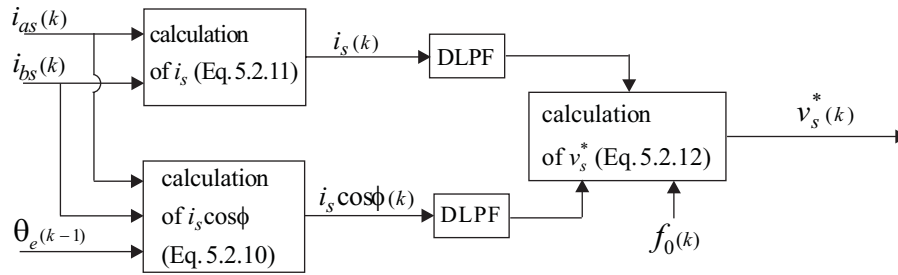 i_as(k)
i_bs(k)
calculation
of i_s (Eq. 5.2.11)
i_s(k)
DLPF
calculation
of v_s^* (Eq. 5.2.12)
v_s^*(k)
calculation
of i_s cosϕ
(Eq. 5.2.10)
i_s cosϕ(k)
DLPF
θ_e(k−1)
f_0(k)